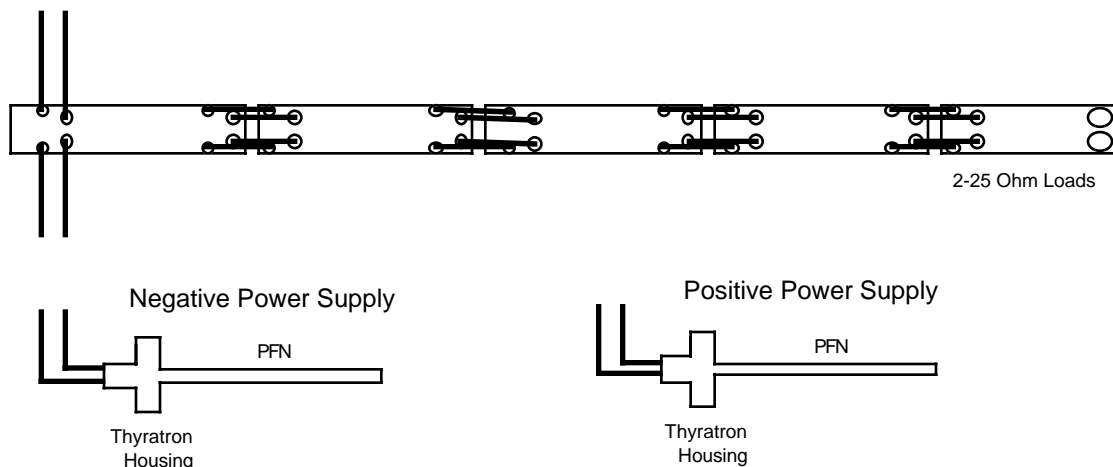 2-25 Ohm Loads
Negative Power Supply
Positive Power Supply
PFN
PFN
Thyratron
Housing
Thyratron
Housing